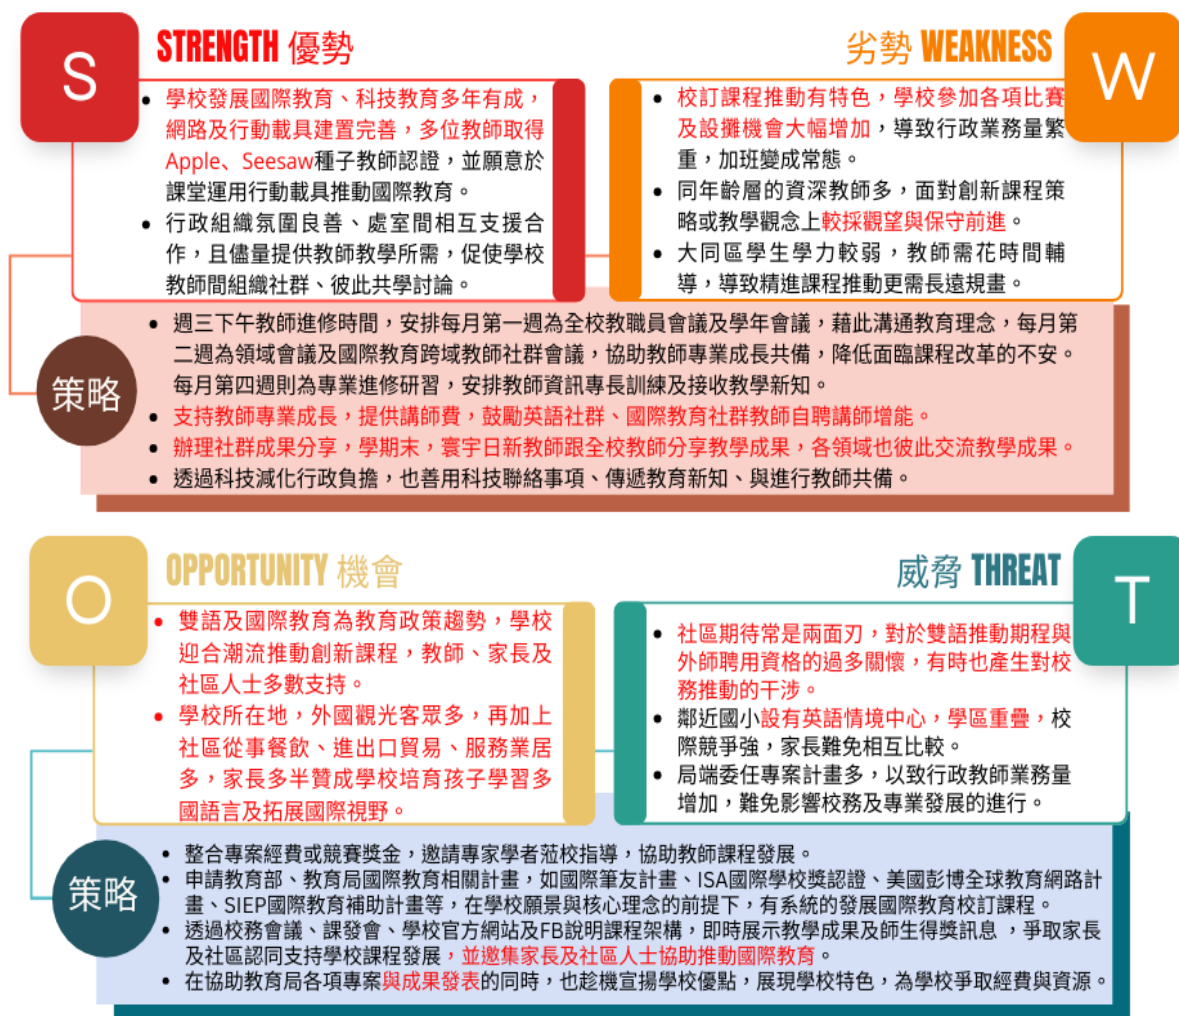 S
STRENGTH 優勢
學校發展國際教育、科技教育多年有成，
網路及行動載具建置完善，多位教師取得
Apple、Seesaw種子教師認證，並願意於
課堂運用行動載具推動國際教育。
行政組織氛圍良善、處室間相互支援合
作，且儘量提供教師教學所需，促使學校
教師間組織社群、彼此共學討論。
劣勢 WEAKNESS
W
校訂課程推動有特色，學校參加各項比賽
及設攤機會大幅增加，導致行政業務量繁
重，加班變成常態。
同年齡層的資深教師多，面對創新課程策
略或教學觀念上較採觀望與保守前進。
大同區學生學力較弱，教師需花時間輔
導，導致精進課程推動更需長遠規畫。
策略
週三下午教師進修時間，安排每月第一週為全校教職員會議及學年會議，藉此溝通教育理念，每月第
二週為領域會議及國際教育跨域教師社群會議，協助教師專業成長共備，降低面臨課程改革的不安。
每月第四週則為專業進修研習，安排教師資訊專長訓練及接收教學新知。
支持教師專業成長，提供講師費，鼓勵英語社群、國際教育社群教師自聘講師增能。
辦理社群成果分享，學期末，寰宇日新教師跟全校教師分享教學成果，各領域也彼此交流教學成果。
透過科技減化行政負擔，也善用科技聯絡事項、傳遞教育新知、與進行教師共備。
O
OPPORTUNITY 機會
雙語及國際教育為教育政策趨勢，學校
迎合潮流推動創新課程，教師、家長及
社區人士多數支持。
學校所在地，外國觀光客眾多，再加上
社區從事餐飲、進出口貿易、服務業居
多，家長多半贊成學校培育孩子學習多
國語言及拓展國際視野。
威脅 THREAT
T
社區期待常是兩面刃，對於雙語推動期程與
外師聘用資格的過多關懷，有時也產生對校
務推動的干涉。
鄰近國小設有英語情境中心，學區重疊，校
際競爭強，家長難免相互比較。
局端委任專案計畫多，以致行政教師業務量
增加，難免影響校務及專業發展的進行。
策略
整合專案經費或競賽獎金，邀請專家學者蒞校指導，協助教師課程發展。
申請教育部、教育局國際教育相關計畫，如國際筆友計畫、ISA國際學校獎認證、美國彭博全球教育網路計
畫、SIEP國際教育補助計畫等，在學校願景與核心理念的前提下，有系統的發展國際教育校訂課程。
透過校務會議、課發會、學校官方網站及FB說明課程架構，即時展示教學成果及師生得獎訊息 ，爭取家長
及社區認同支持學校課程發展，並邀集家長及社區人士協助推動國際教育。
在協助教育局各項專案與成果發表的同時，也趁機宣揚學校優點，展現學校特色，為學校爭取經費與資源。